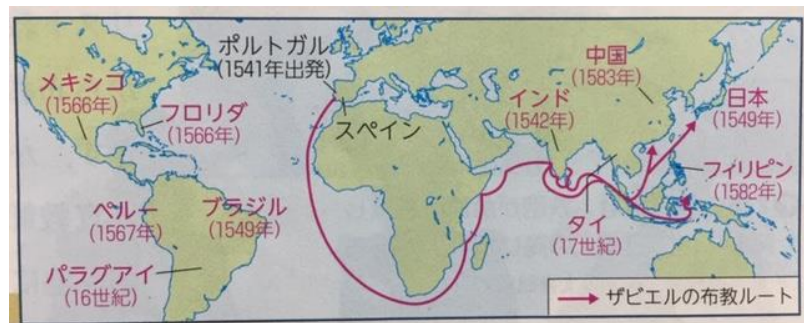 ポルトガル
(1541年出発)
中国
(1583年)
メキシコ
(1566年)
フロリダ
(1566年)
スペイン
インド
(1542年)
日本
(1549年)
フィリピン
(1582年)
ペルー
(1567年)
ブラジル
(1549年)
タイ
(17世紀)
パラグアイ
(16世紀)
ザビエルの布教ルート